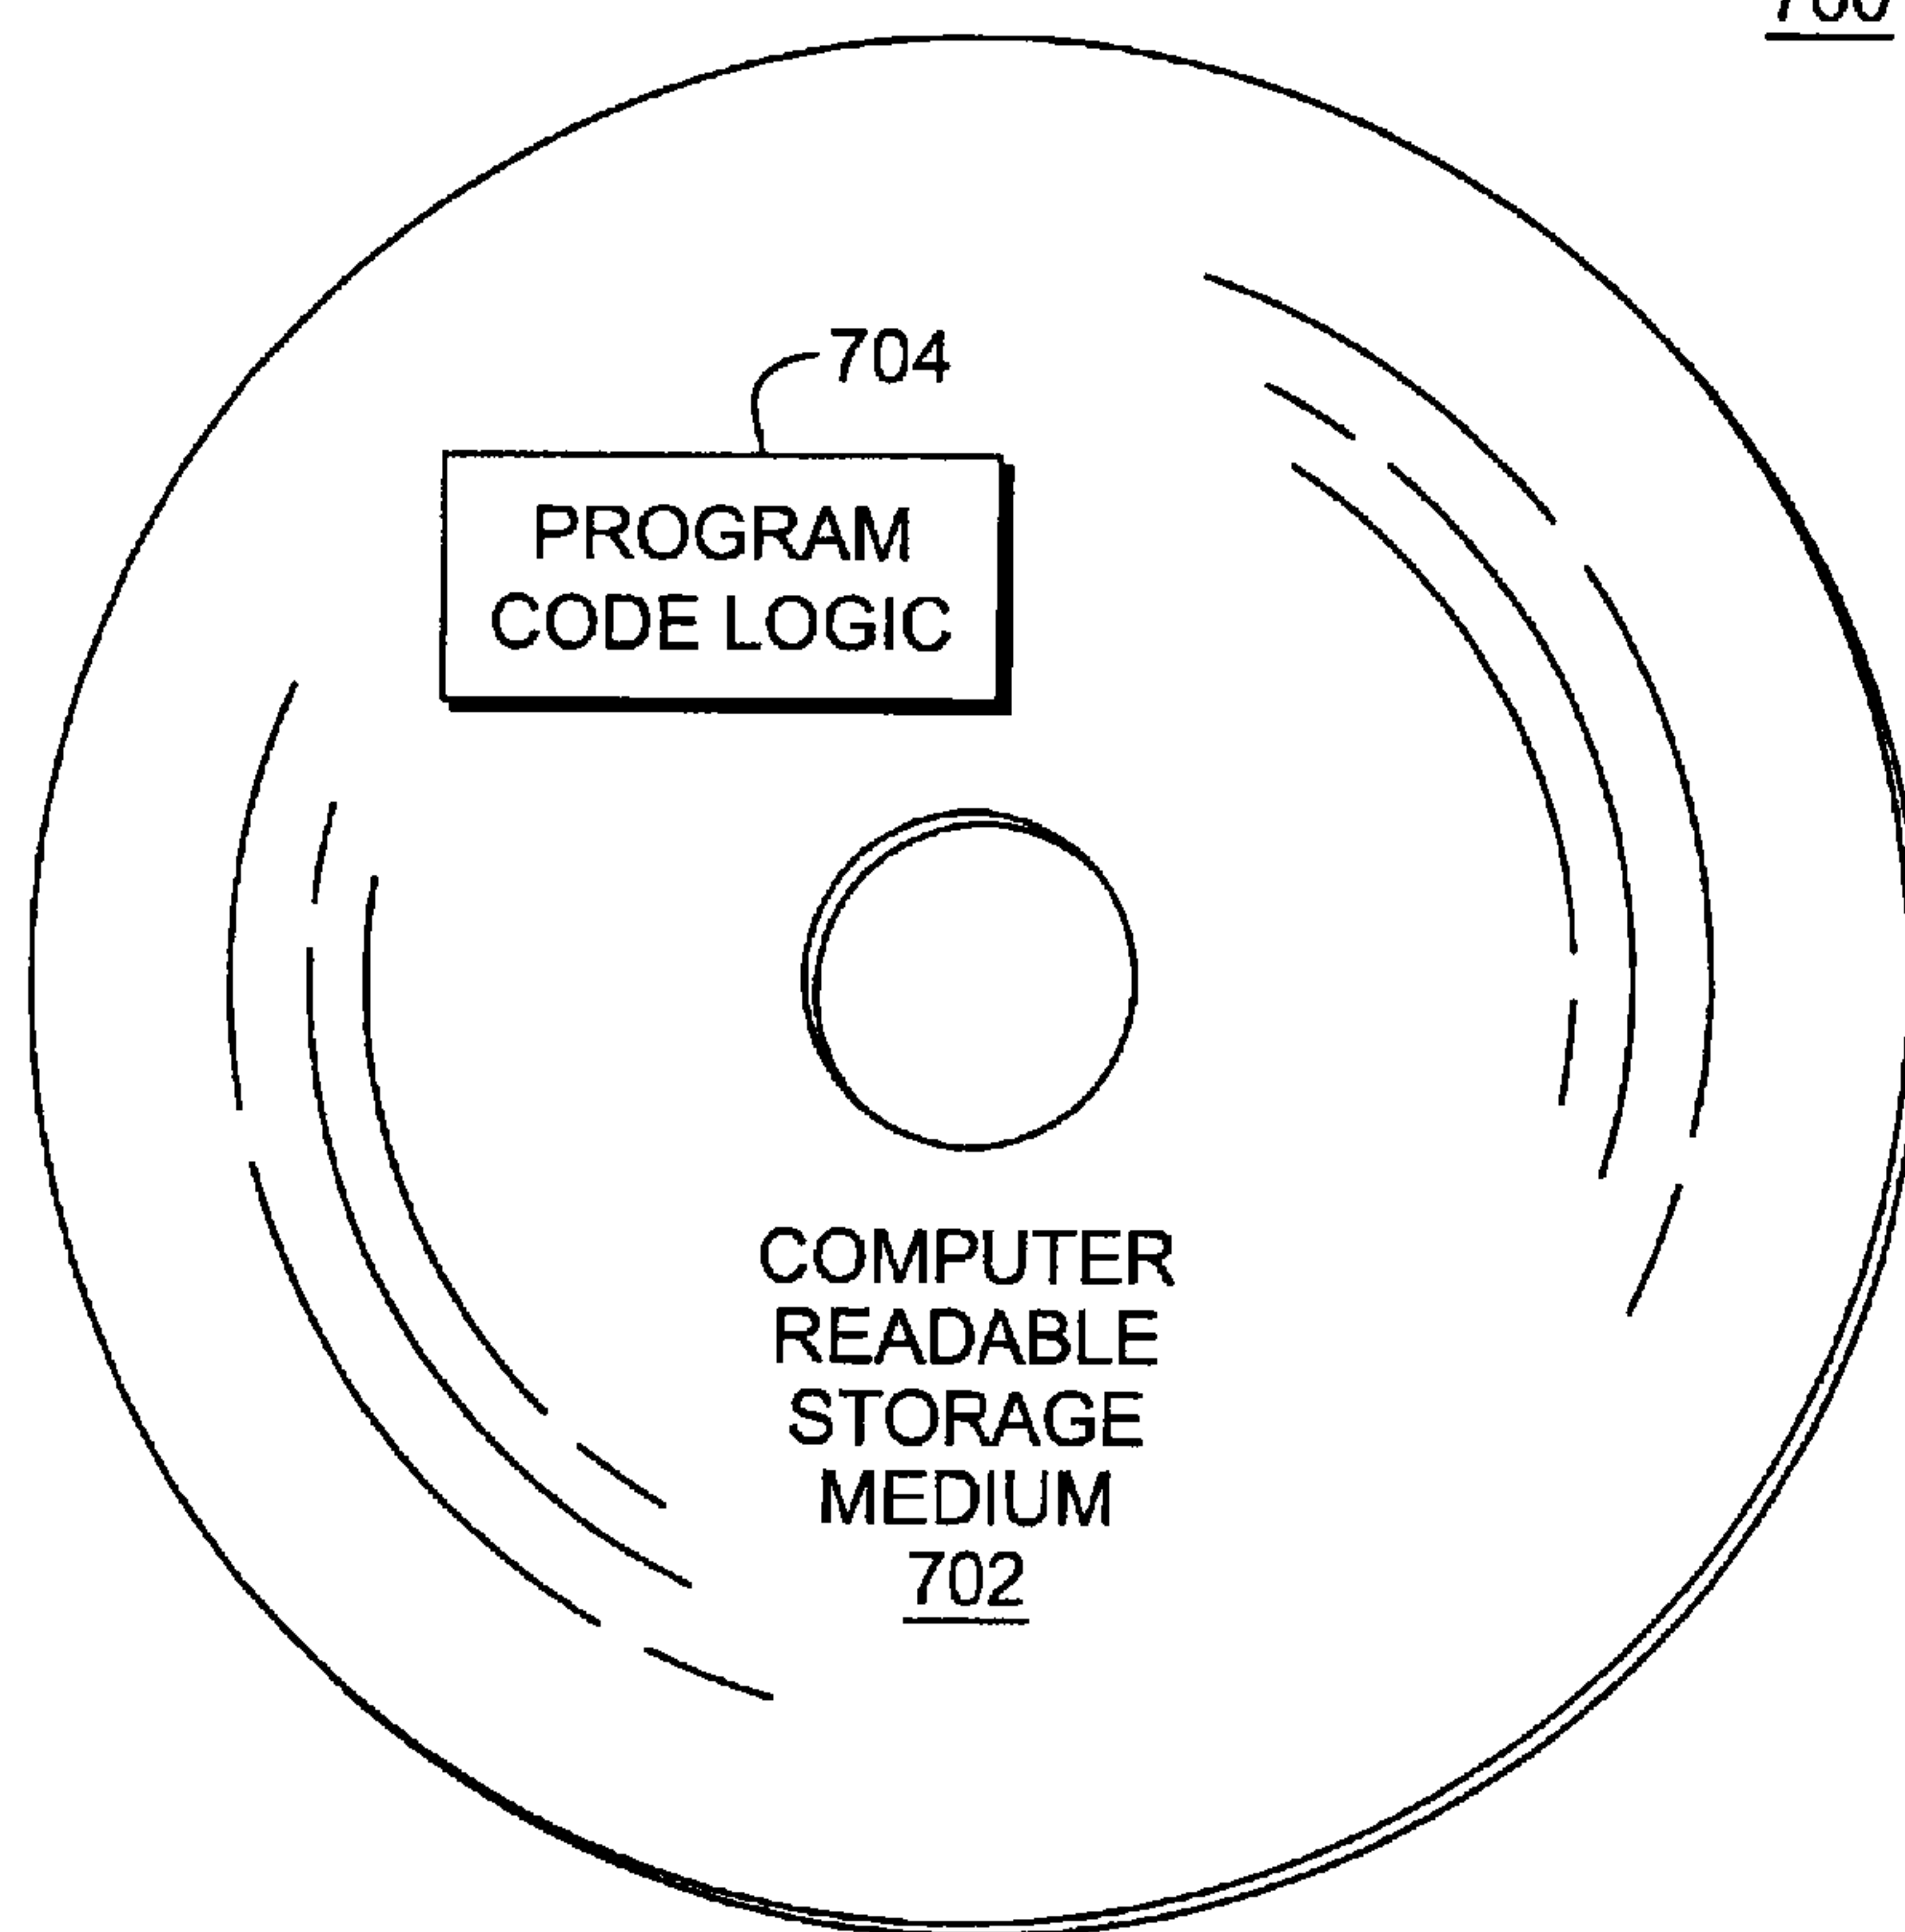 700
704
PROGRAM
CODE LOGIC
COMPUTER
READABLE
STORAGE
MEDIUM
702